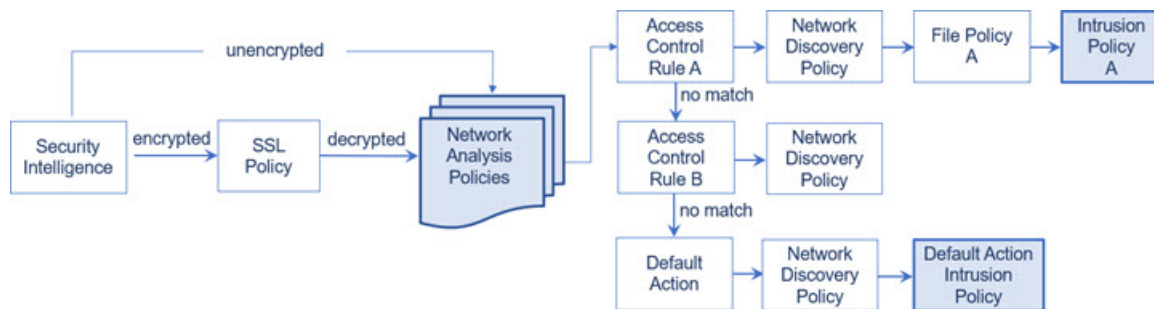 unencrypted
Security
Intelligence
encrypted
SSL
Policy
decrypted
Network
Analysis
Policies
Access
Control
Rule A
Network
Discovery
Policy
File Policy
A
Intrusion
Policy
A
no match
Access
Control
Rule B
Network
Discovery
Policy
no match
Default
Action
Network
Discovery
Policy
Default Action
Intrusion
Policy